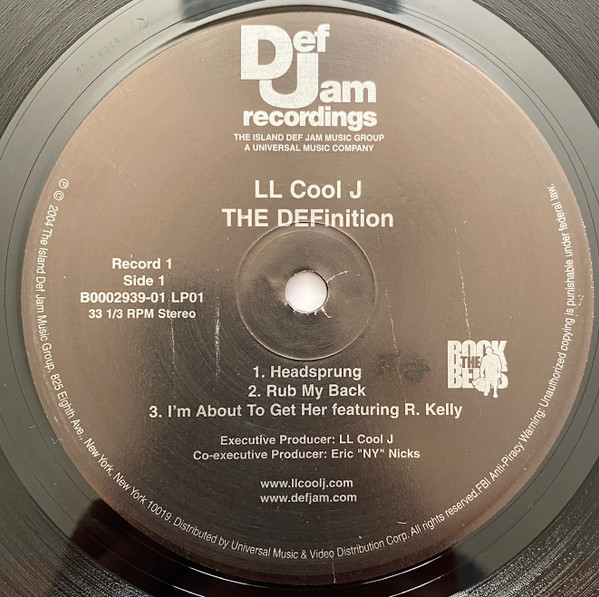 Def
Jam
recordings
THE ISLAND DEF JAM MUSIC GROUP
A UNIVERSAL MUSIC COMPANY
LL Cool J
THE DEFinition
Record 1
Side 1
B0002939-01 LP01
33 1/3 RPM Stereo
ROCK
THE
BELLS
1. Headsprung
2. Rub My Back
3. I'm About To Get Her featuring R. Kelly
Executive Producer: LL Cool J
Co-executive Producer: Eric "NY" Nicks
www.llcoolj.com
www.defjam.com
℗ © 2004 The Island Def Jam Music Group, 825 Eighth Ave., New York, New York 10019. Distributed by Universal Music & Video Distribution Corp. All rights reserved.FBI Anti-Piracy Warning: Unauthorized copying is punishable under federal law.